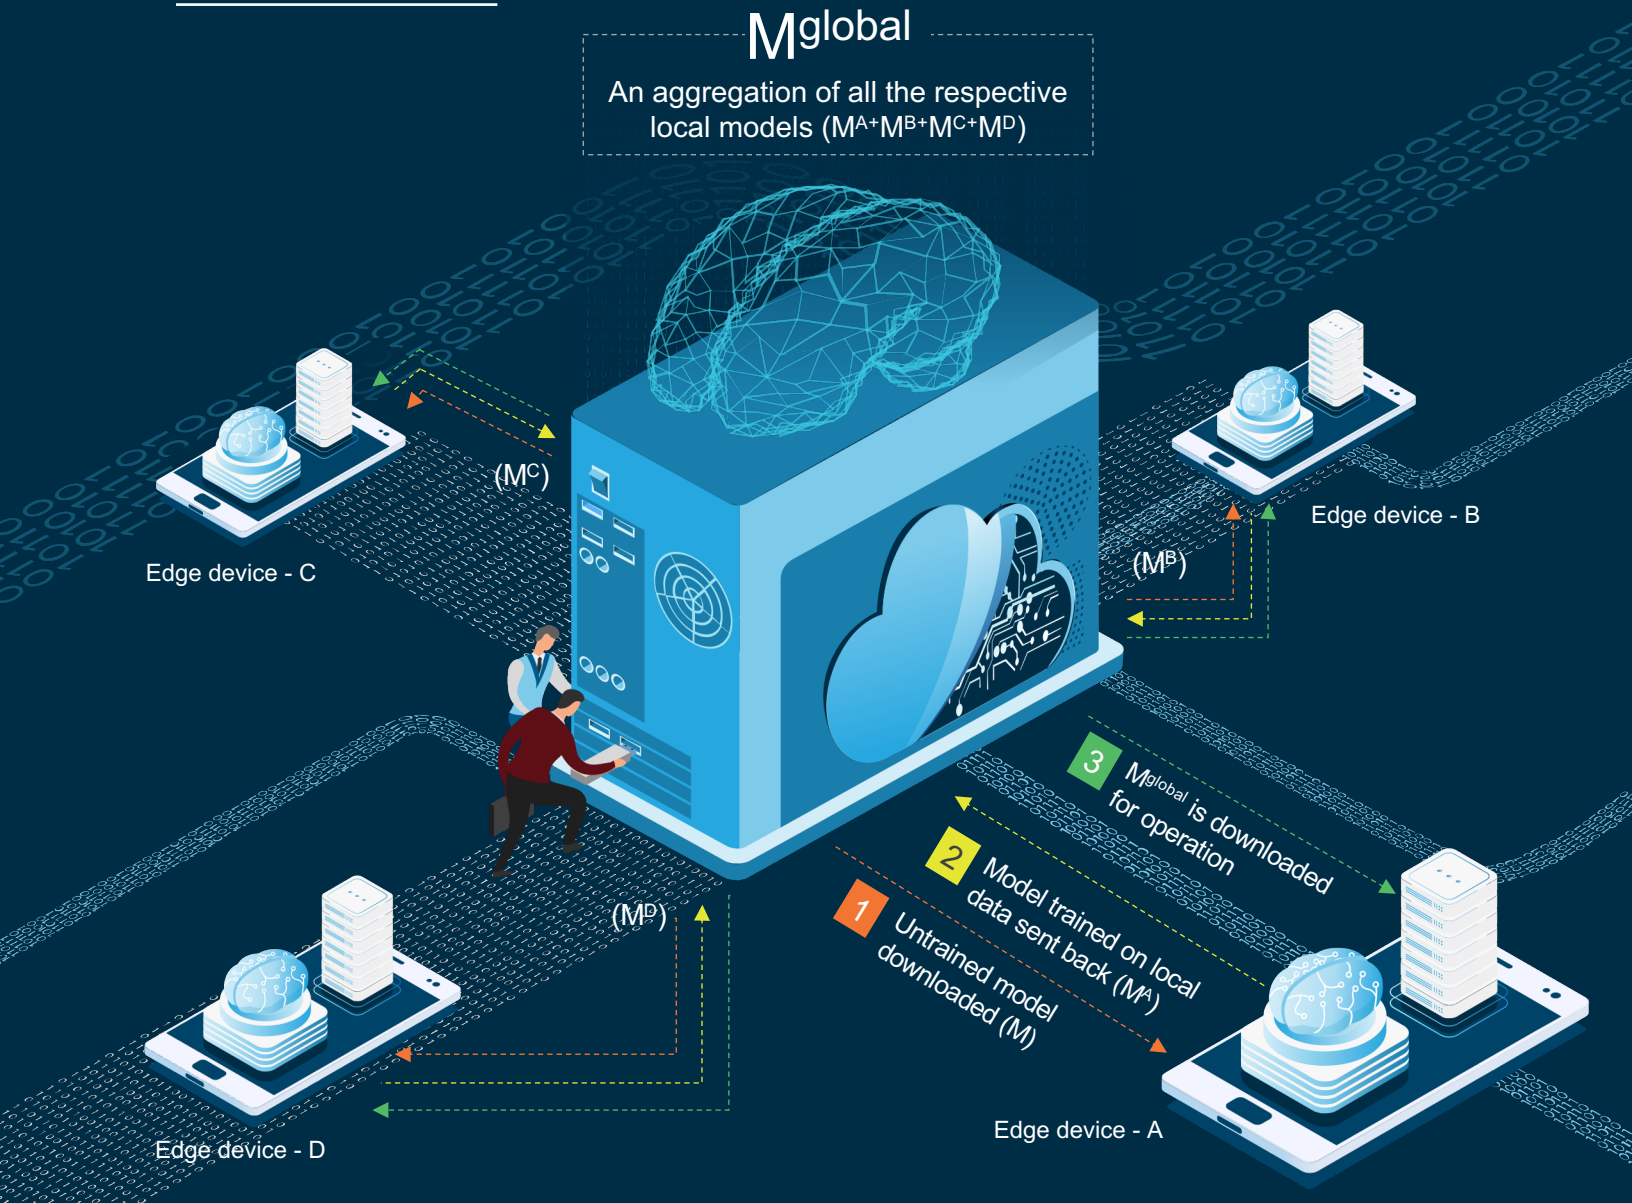 Mglobal
An aggregation of all the respective
local models (MA+MB+MC+MD)
(MC)
Edge device - C
Edge device - B
(MB)
3
Mglobal is downloaded
for operation
2
Model trained on local
data sent back (MA)
1
Untrained model
downloaded (M)
(MD)
Edge device - A
Edge device - D